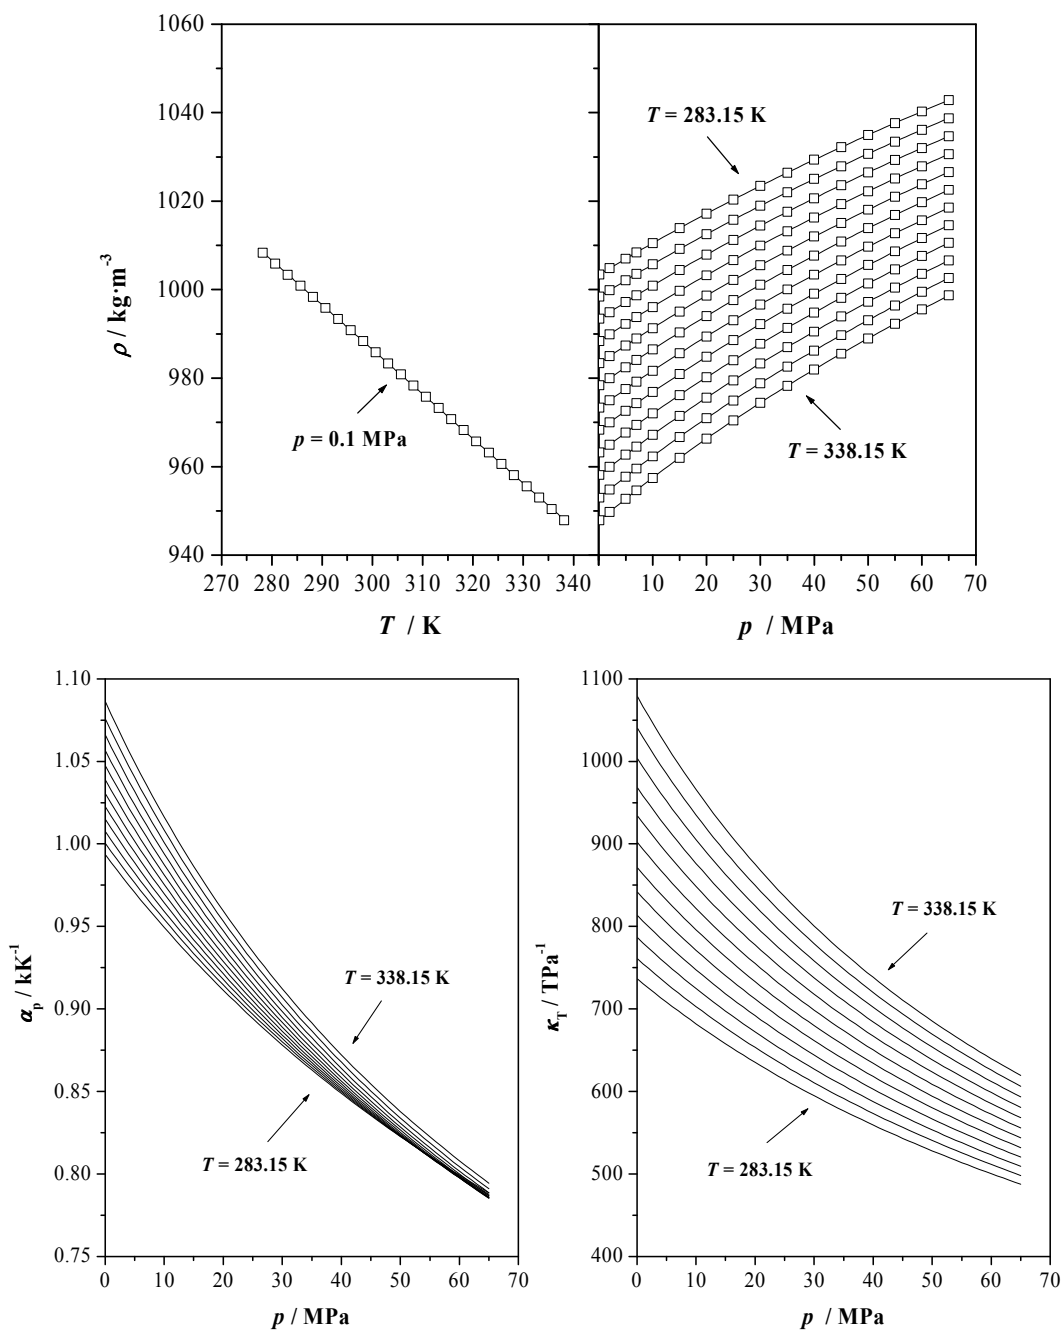 1060
1040
1020
1000
980
960
940
ρ / kg·m⁻³
T = 283.15 K
p = 0.1 MPa
T = 338.15 K
270 280 290 300 310 320 330 340
10 20 30 40 50 60 70
T / K
p / MPa
1.10
1.05
1.00
0.95
0.90
0.85
0.80
0.75
αp / kK⁻¹
T = 338.15 K
T = 283.15 K
0 10 20 30 40 50 60 70
p / MPa
1100
1000
900
800
700
600
500
400
κT / TPa⁻¹
T = 338.15 K
T = 283.15 K
0 10 20 30 40 50 60 70
p / MPa